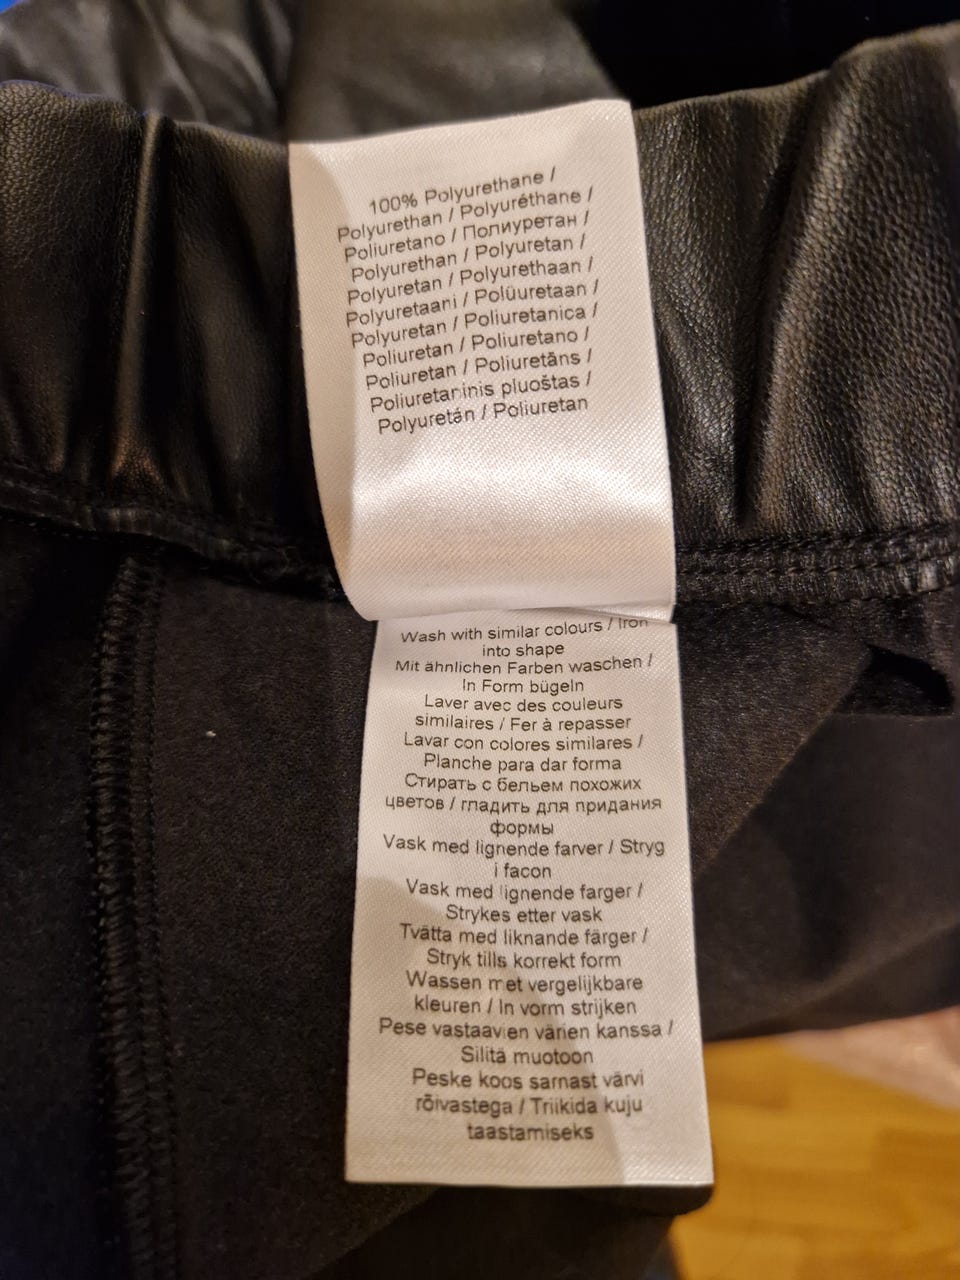 100% Polyurethane /
Polyurethan / Polyuréthane /
Poliuretano / Полиуретан /
Polyurethan / Polyuretan /
Polyuretan / Polyurethaan /
Polyuretaani / Polüuretaan /
Polyuretan / Poliuretanica /
Poliuretan / Poliuretano /
Poliuretan / Poliuretāns /
Poliuretaninis pluoštas /
Polyuretán / Poliuretan
Wash with similar colours / Iron
into shape
Mit ähnlichen Farben waschen /
In Form bügeln
Laver avec des couleurs
similaires / Fer à repasser
Lavar con colores similares /
Planche para dar forma
Стирать с бельем похожих
цветов / гладить для придания
формы
Vask med lignende farver / Stryg
i facon
Vask med lignende farger /
Strykes etter vask
Tvätta med liknande färger /
Stryk tills korrekt form
Wassen met vergelijkbare
kleuren / In vorm strijken
Pese vastaavien värien kanssa /
Silitä muotoon
Peske koos sarnast värvi
rõivastega / Triikida kuju
taastamiseks